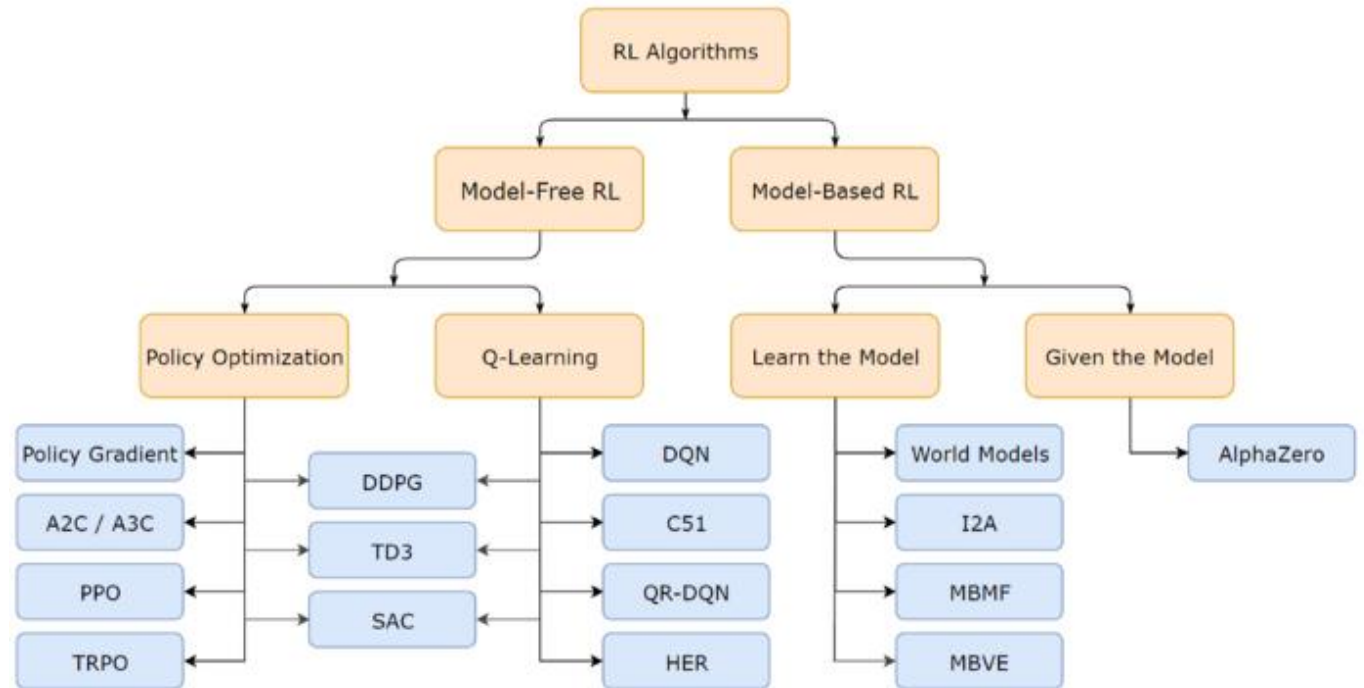 RL Algorithms
Model-Free RL
Model-Based RL
Policy Optimization
Q-Learning
Learn the Model
Given the Model
Policy Gradient
DQN
World Models
AlphaZero
DDPG
A2C / A3C
C51
I2A
TD3
PPO
QR-DQN
MBMF
SAC
TRPO
HER
MBVE